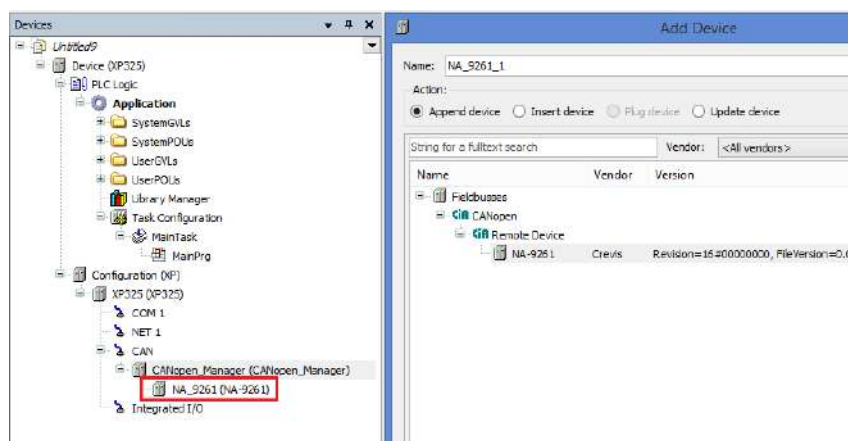 Devices
Untitled9
Device (XP325)
PLC Logic
Application
SystemGVLs
SystemPOUs
UserGVLs
UserPOUs
Library Manager
Task Configuration
MainTask
MainPrg
Configuration (XP)
XP325 (XP325)
COM 1
NET 1
CAN
CANopen_Manager (CANopen_Manager)
NA_9261 (NA-9261)
Integrated I/O
Add Device
Name: NA_9261_1
Action:
Append device Insert device Plug device Update device
String for a fulltext search Vendor: <All vendors>
Name Vendor Version
Fieldbusses
CiA CANopen
CiA Remote Device
NA-9261 Crevis Revision=16#00000000, FileVersion=0.